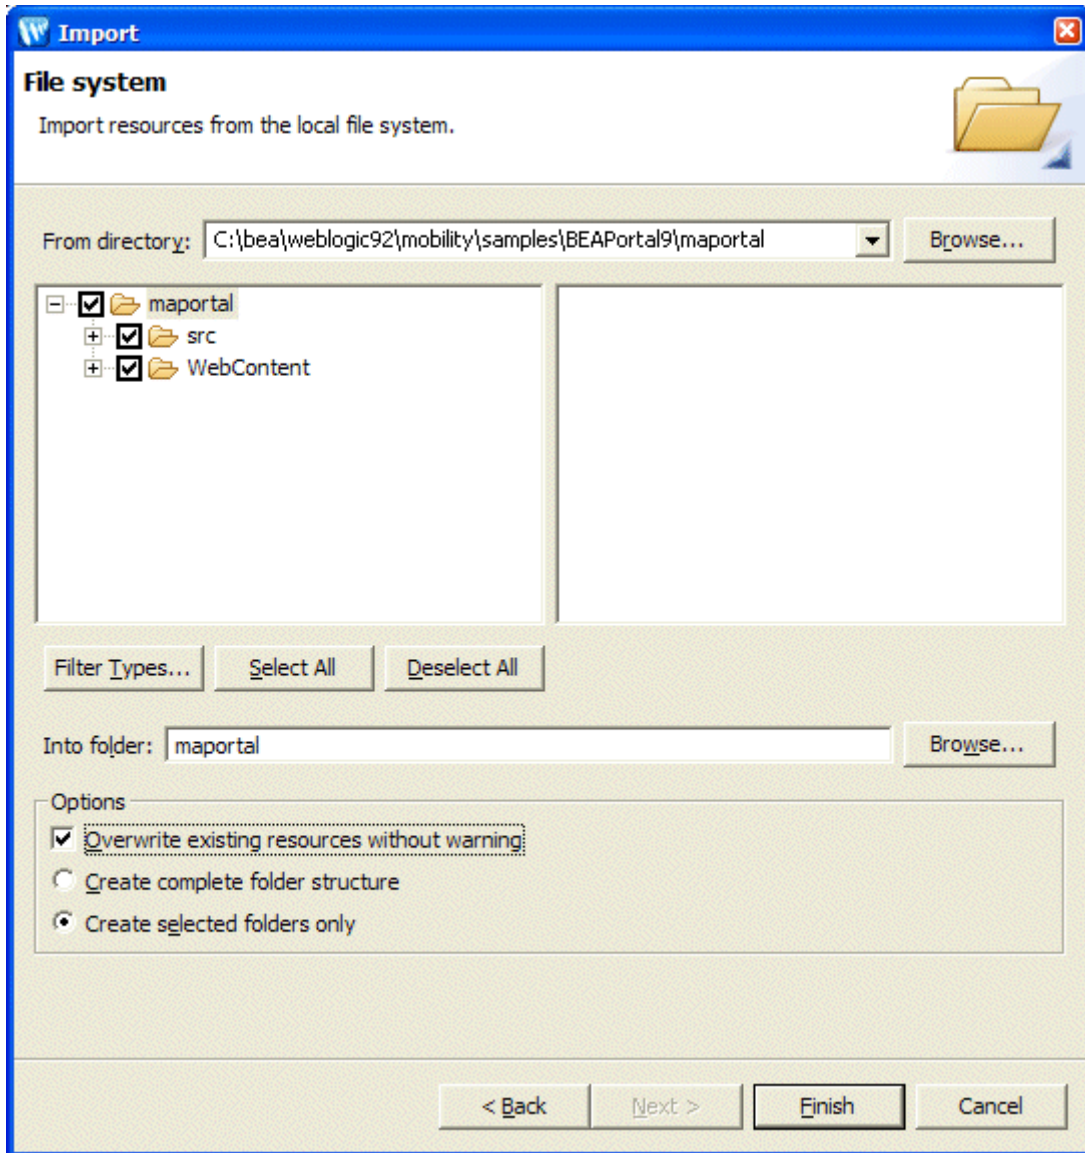 Import
File system
Import resources from the local file system.
From directory: C:\bea\weblogic92\mobility\samples\BEAPortal9\maportal Browse...
maportal
src
WebContent
Filter Types... Select All Deselect All
Into folder: maportal Browse...
Options
Overwrite existing resources without warning
Create complete folder structure
Create selected folders only
< Back Next > Finish Cancel